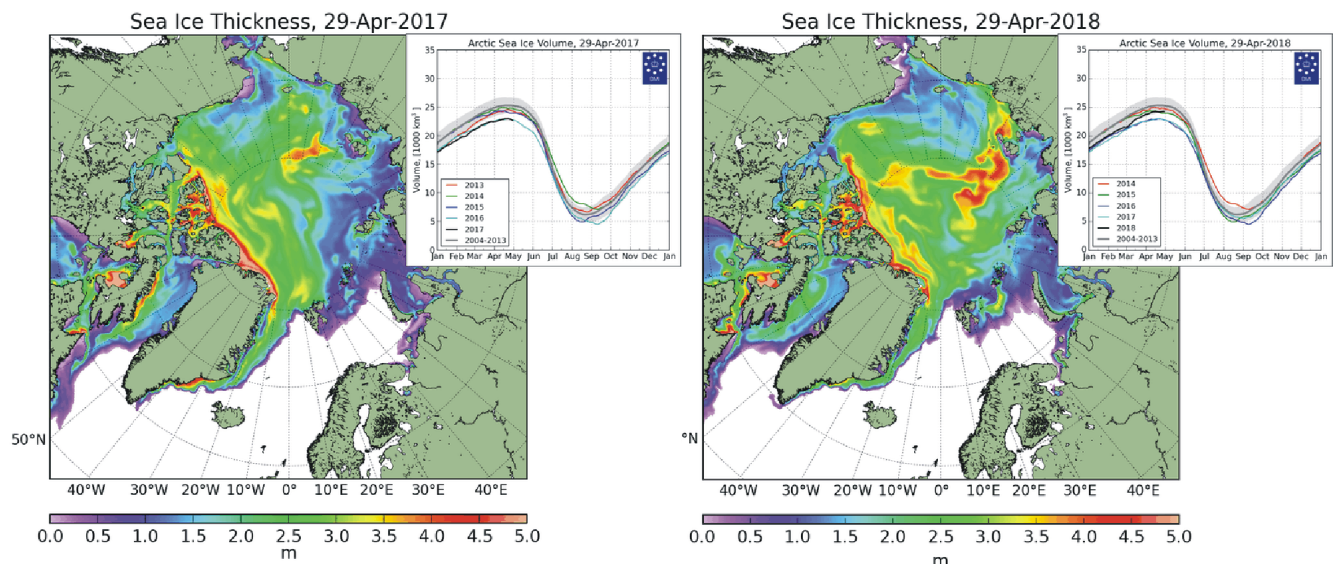 Sea Ice Thickness, 29-Apr-2017
Arctic Sea Ice Volume, 29-Apr-2017
Volume, [1000 km³]
35
30
25
20
15
10
5
0
2013
2014
2015
2016
2017
2004-2013
Jan Feb Mar Apr May Jun Jul Aug Sep Oct Nov Dec Jan
50°N
40°W 30°W 20°W 10°W 0° 10°E 20°E 30°E 40°E
0.0 0.5 1.0 1.5 2.0 2.5 3.0 3.5 4.0 4.5 5.0
m
Sea Ice Thickness, 29-Apr-2018
Arctic Sea Ice Volume, 29-Apr-2018
Volume, [1000 km³]
35
30
25
20
15
10
5
0
2014
2015
2016
2017
2018
2004-2013
Jan Feb Mar Apr May Jun Jul Aug Sep Oct Nov Dec Jan
°N
40°W 30°W 20°W 10°W 0° 10°E 20°E 30°E 40°E
0.0 0.5 1.0 1.5 2.0 2.5 3.0 3.5 4.0 4.5 5.0
m